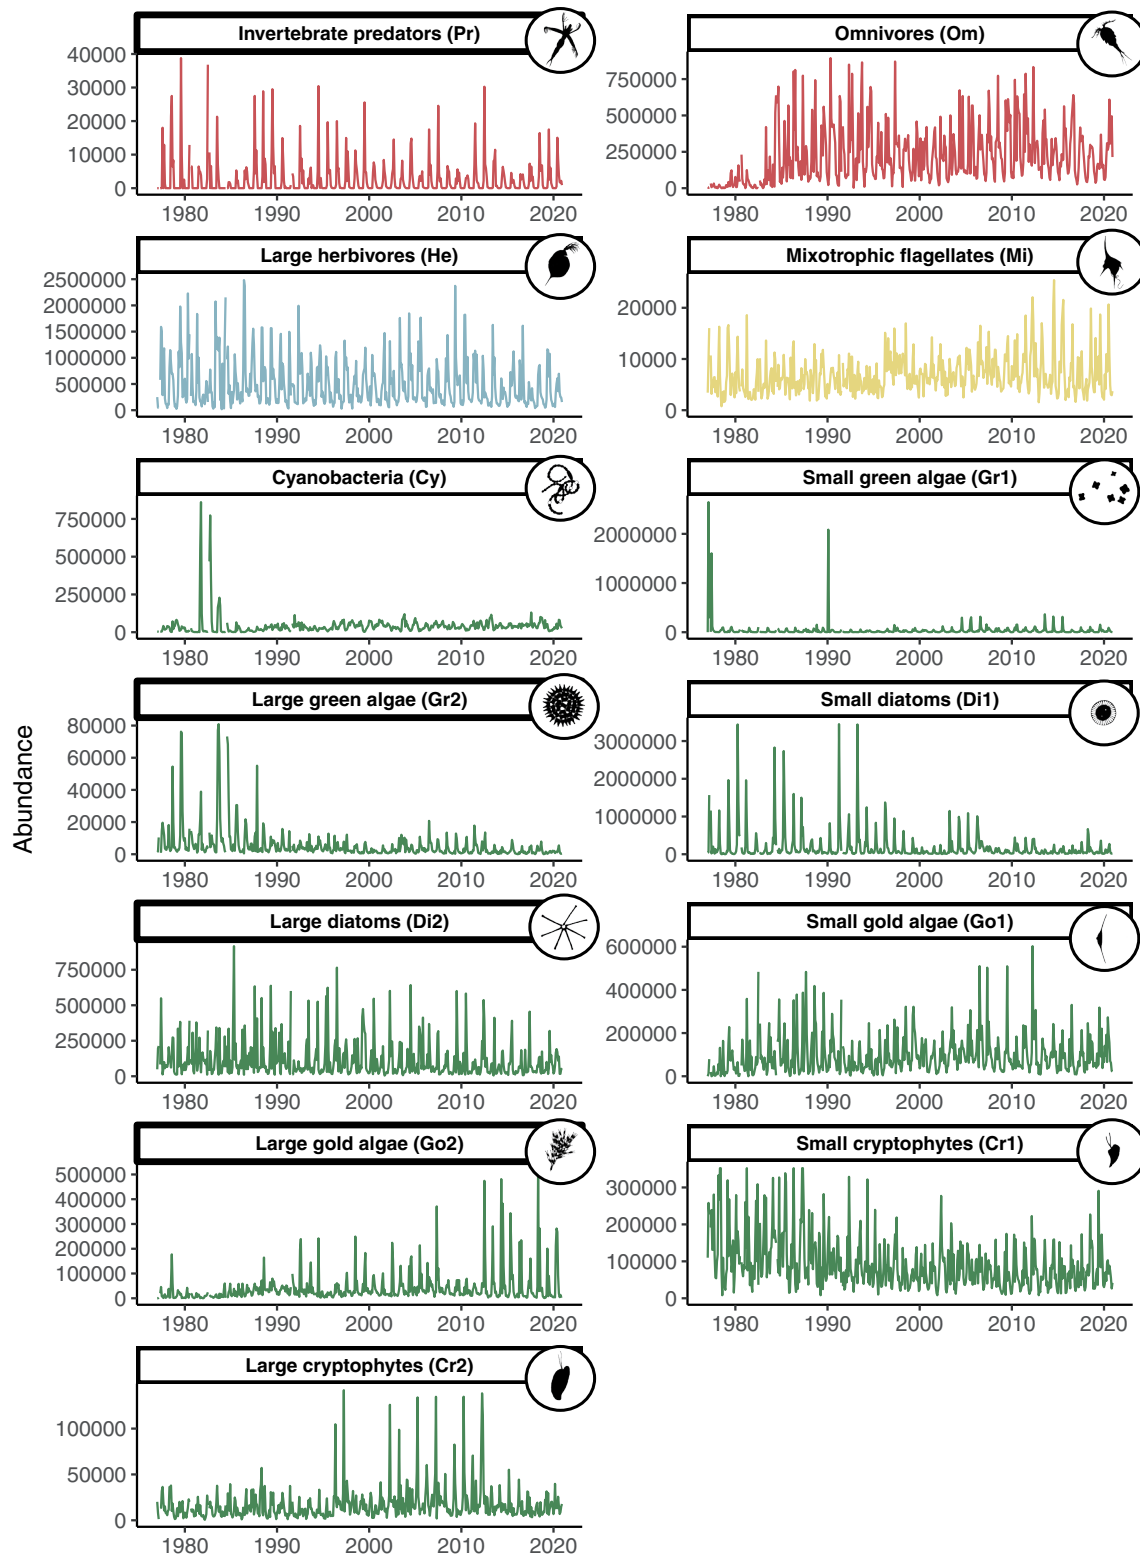 Abundance
Invertebrate predators (Pr)
40000
30000
20000
10000
0
1980 1990 2000 2010 2020
Omnivores (Om)
750000
500000
250000
0
1980 1990 2000 2010 2020
Large herbivores (He)
2500000
2000000
1500000
1000000
500000
0
1980 1990 2000 2010 2020
Mixotrophic flagellates (Mi)
20000
10000
0
1980 1990 2000 2010 2020
Cyanobacteria (Cy)
750000
500000
250000
0
1980 1990 2000 2010 2020
Small green algae (Gr1)
2000000
1000000
0
1980 1990 2000 2010 2020
Large green algae (Gr2)
80000
60000
40000
20000
0
1980 1990 2000 2010 2020
Small diatoms (Di1)
3000000
2000000
1000000
0
1980 1990 2000 2010 2020
Large diatoms (Di2)
750000
500000
250000
0
1980 1990 2000 2010 2020
Small gold algae (Go1)
600000
400000
200000
0
1980 1990 2000 2010 2020
Large gold algae (Go2)
500000
400000
300000
200000
100000
0
1980 1990 2000 2010 2020
Small cryptophytes (Cr1)
300000
200000
100000
0
1980 1990 2000 2010 2020
Large cryptophytes (Cr2)
100000
50000
0
1980 1990 2000 2010 2020